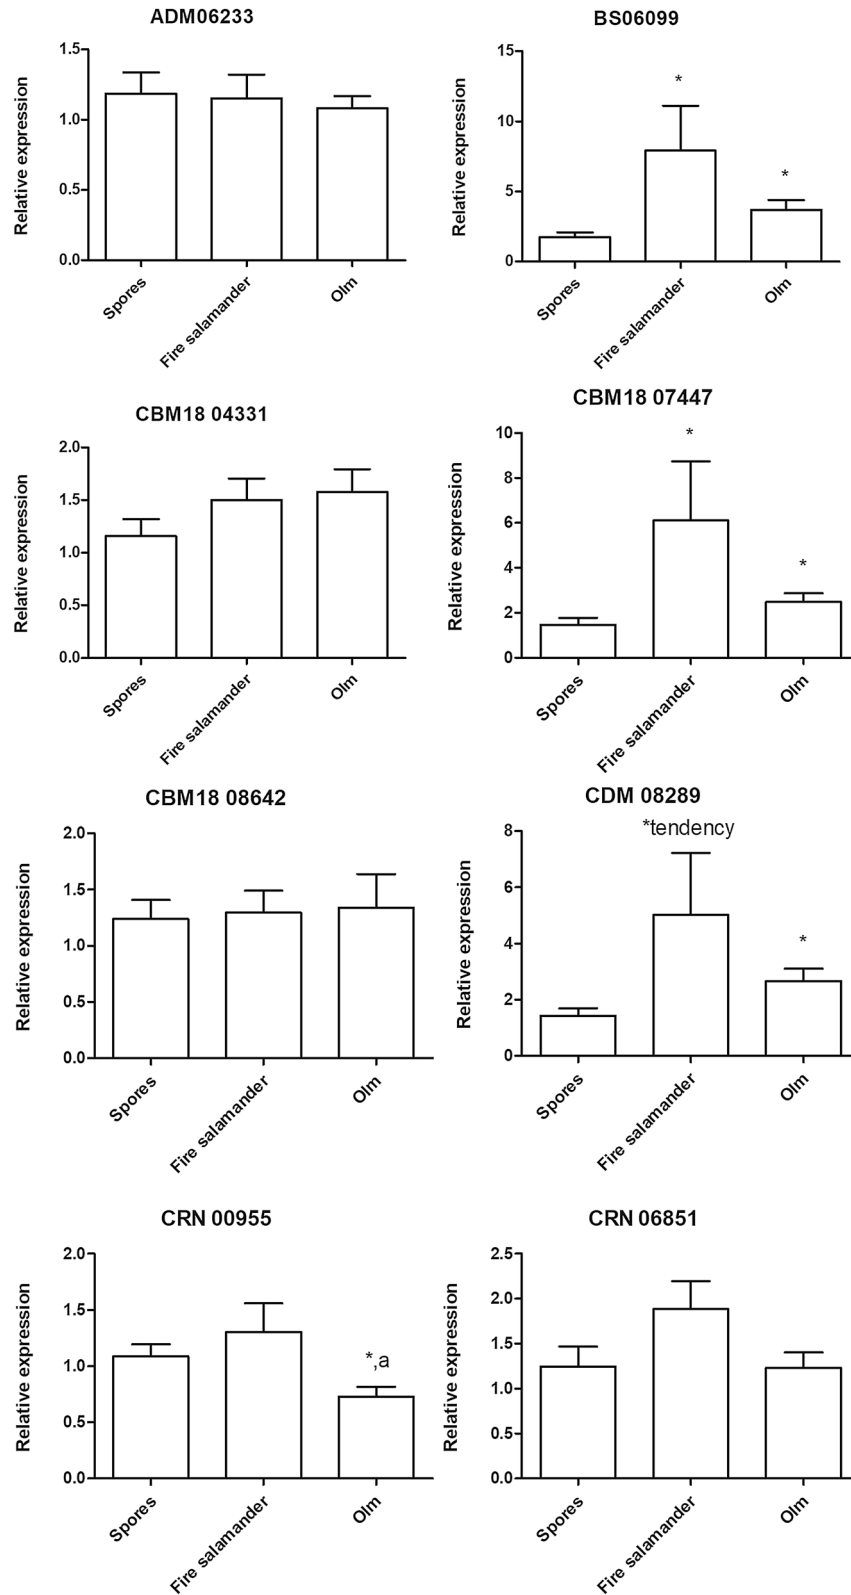 ADM06233
1.5
1.0
0.5
0.0
Relative expression
Spores
Fire salamander
Olm
BS06099
15
10
5
0
Relative expression
*
*
Spores
Fire salamander
Olm
CBM18 04331
2.0
1.5
1.0
0.5
0.0
Relative expression
Spores
Fire salamander
Olm
CBM18 07447
10
8
6
4
2
0
Relative expression
*
*
Spores
Fire salamander
Olm
CBM18 08642
2.0
1.5
1.0
0.5
0.0
Relative expression
Spores
Fire salamander
Olm
CDM 08289
8
6
4
2
0
Relative expression
*tendency
*
Spores
Fire salamander
Olm
CRN 00955
2.0
1.5
1.0
0.5
0.0
Relative expression
*,a
Spores
Fire salamander
Olm
CRN 06851
2.5
2.0
1.5
1.0
0.5
0.0
Relative expression
Spores
Fire salamander
Olm